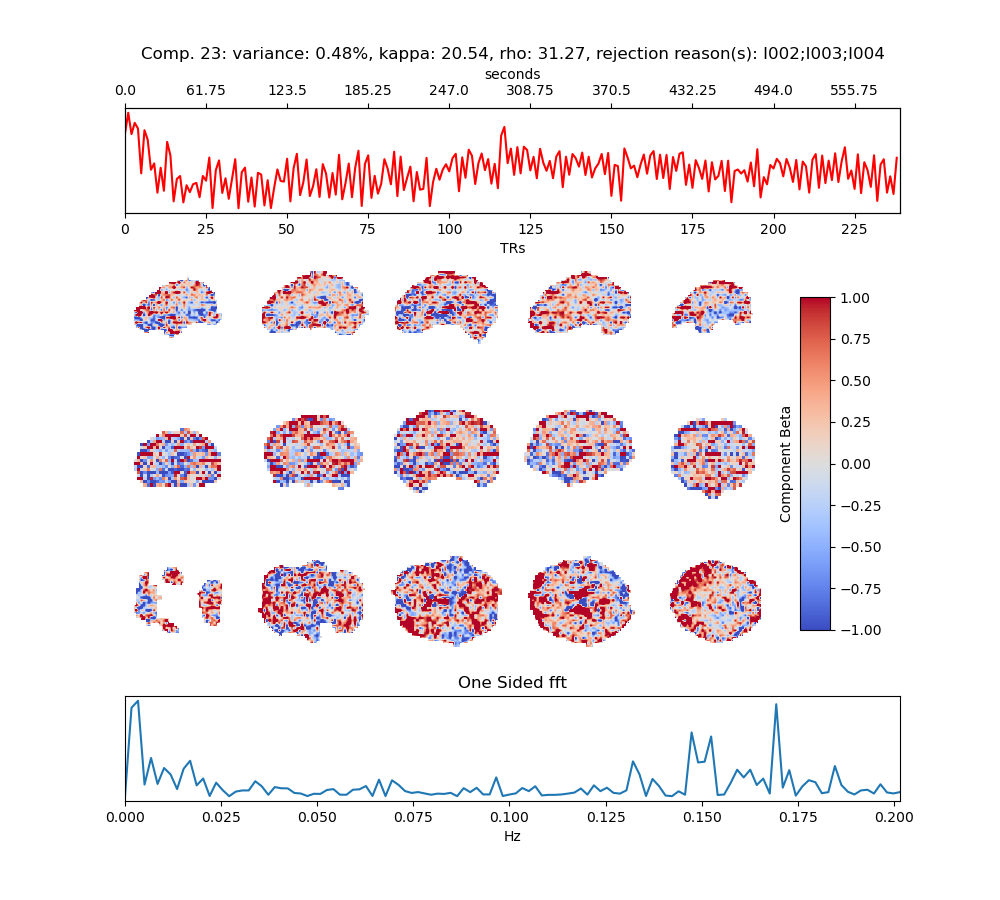 Comp. 23: variance: 0.48%, kappa: 20.54, rho: 31.27, rejection reason(s): I002;I003;I004
seconds
0.0 61.75 123.5 185.25 247.0 308.75 370.5 432.25 494.0 555.75
0 25 50 75 100 125 150 175 200 225
TRs
1.00
0.75
0.50
0.25
0.00
−0.25
−0.50
−0.75
−1.00
Component Beta
One Sided fft
0.000 0.025 0.050 0.075 0.100 0.125 0.150 0.175 0.200
Hz